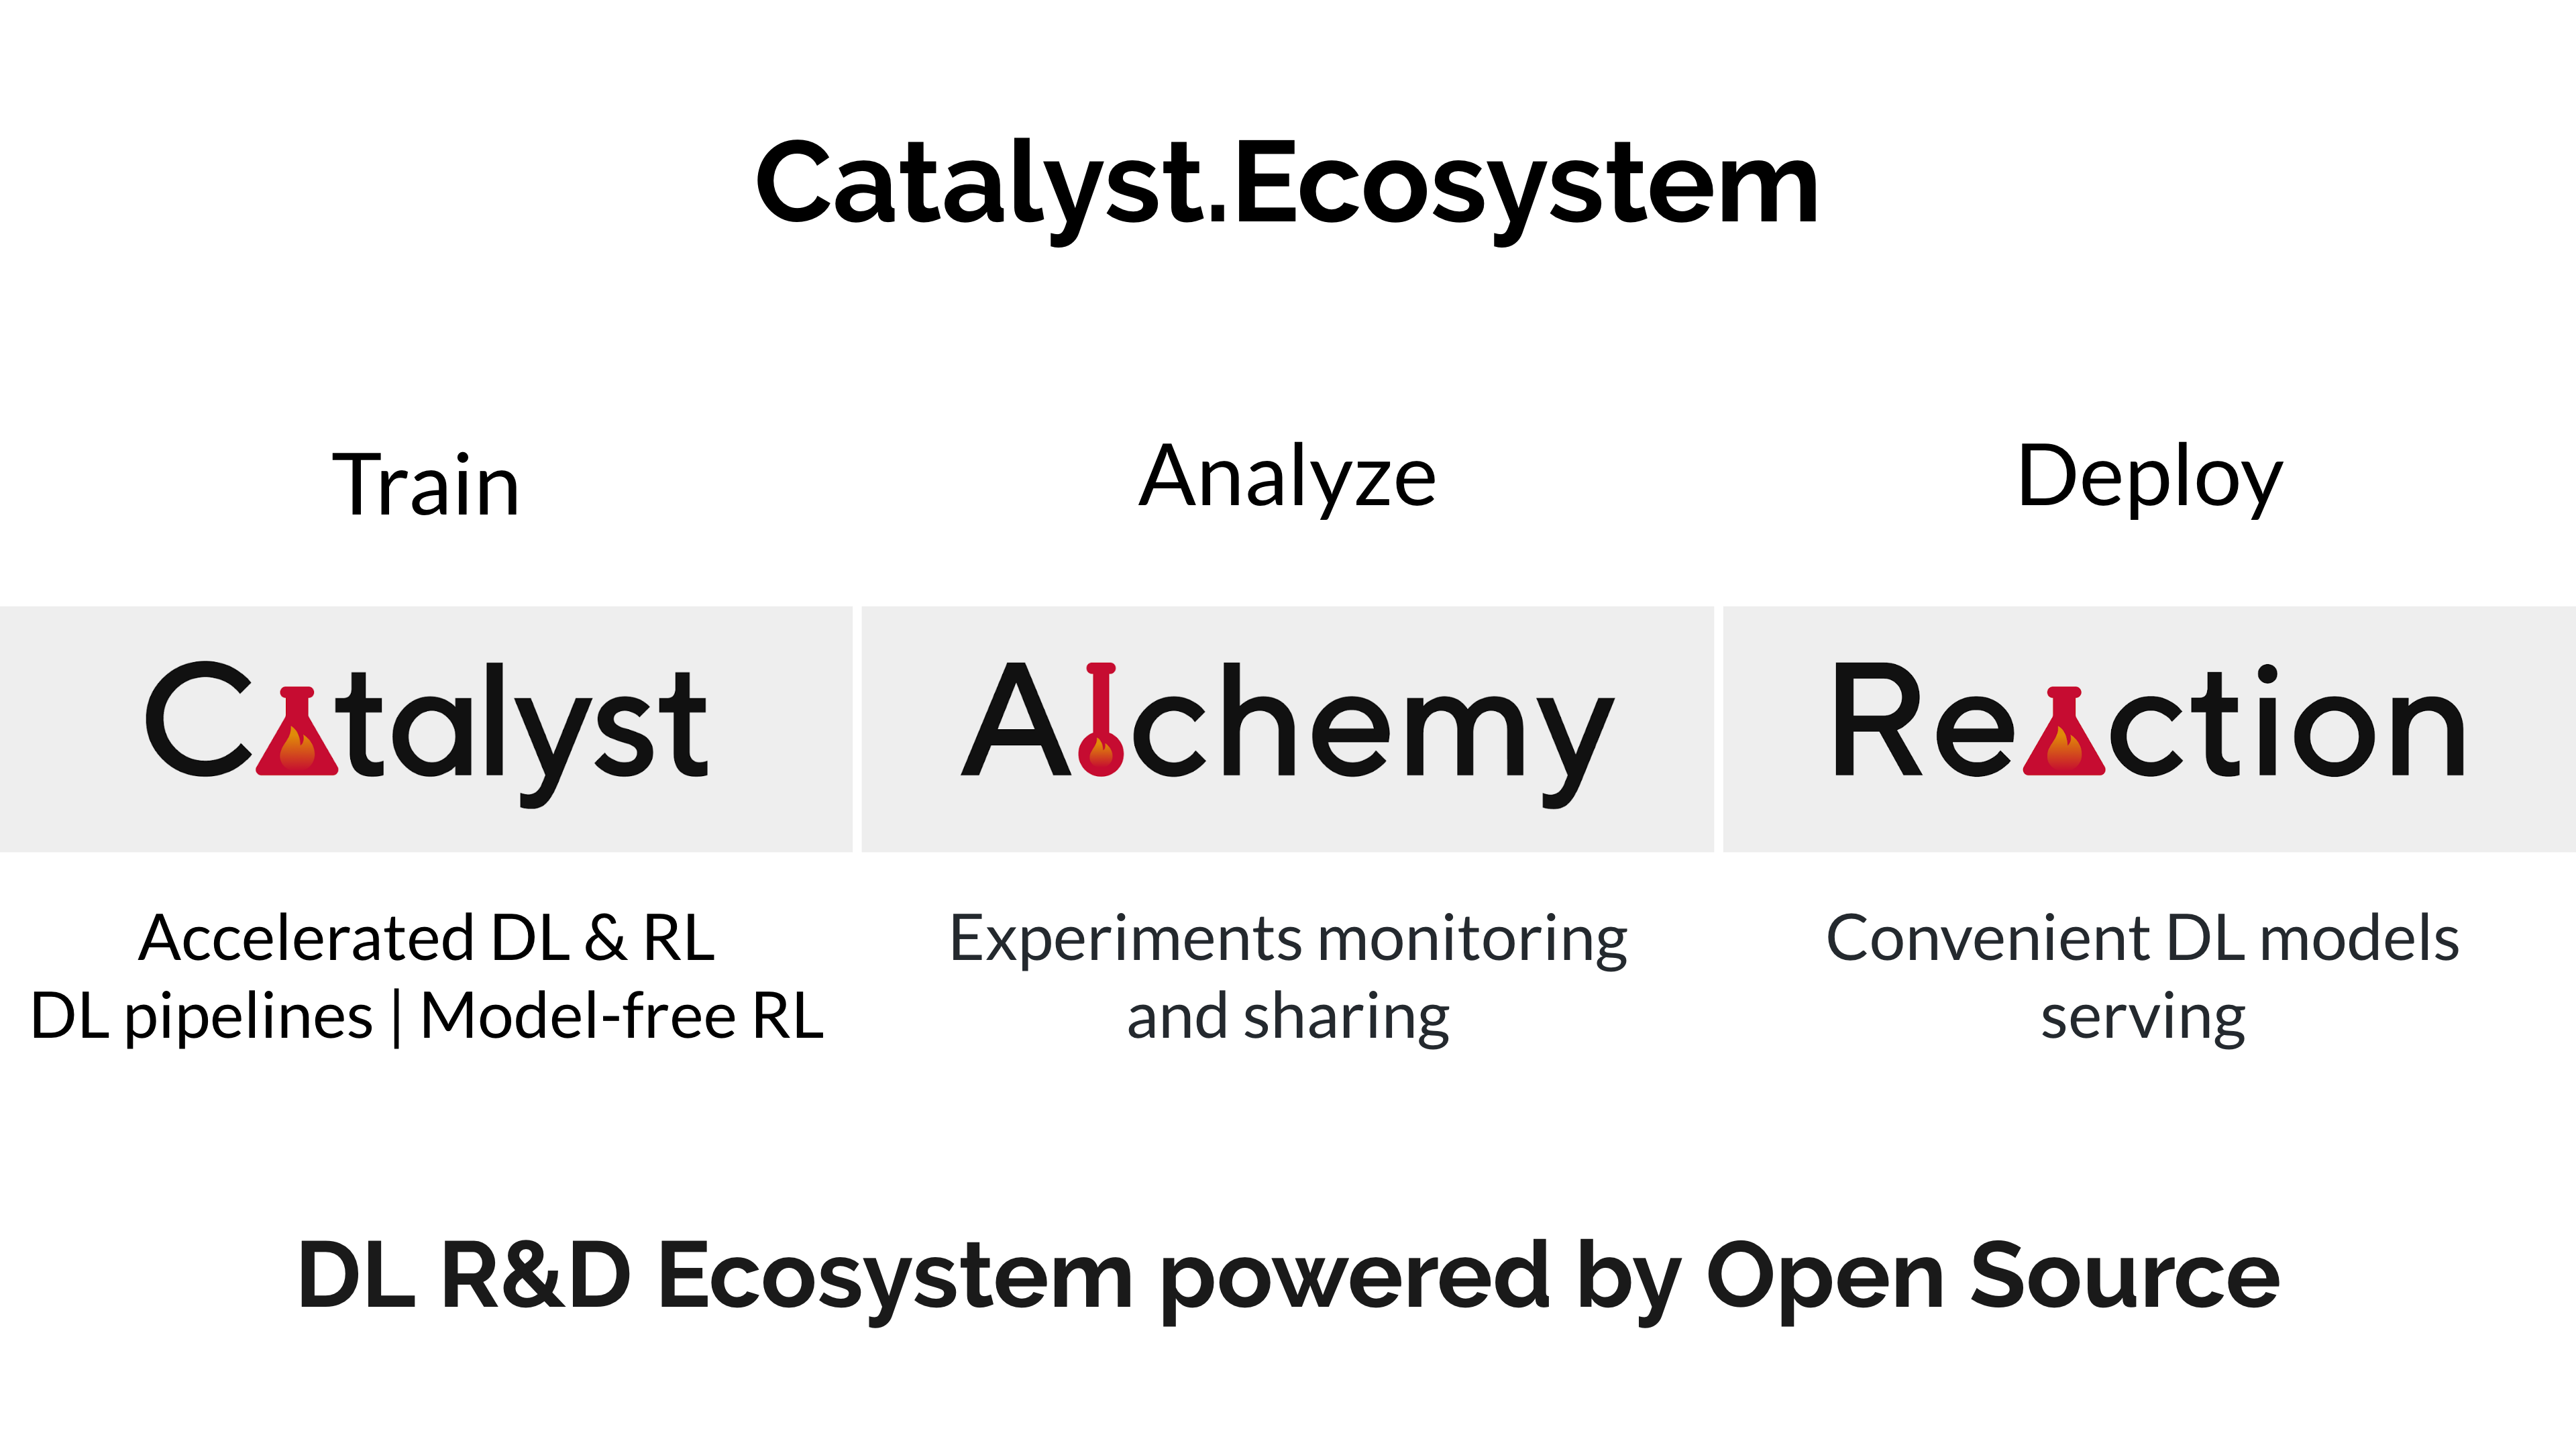 Catalyst.Ecosystem
Train
Analyze
Deploy
Catalyst
Alchemy
Reaction
Accelerated DL & RL
DL pipelines | Model-free RL
Experiments monitoring
and sharing
Convenient DL models
serving
DL R&D Ecosystem powered by Open Source